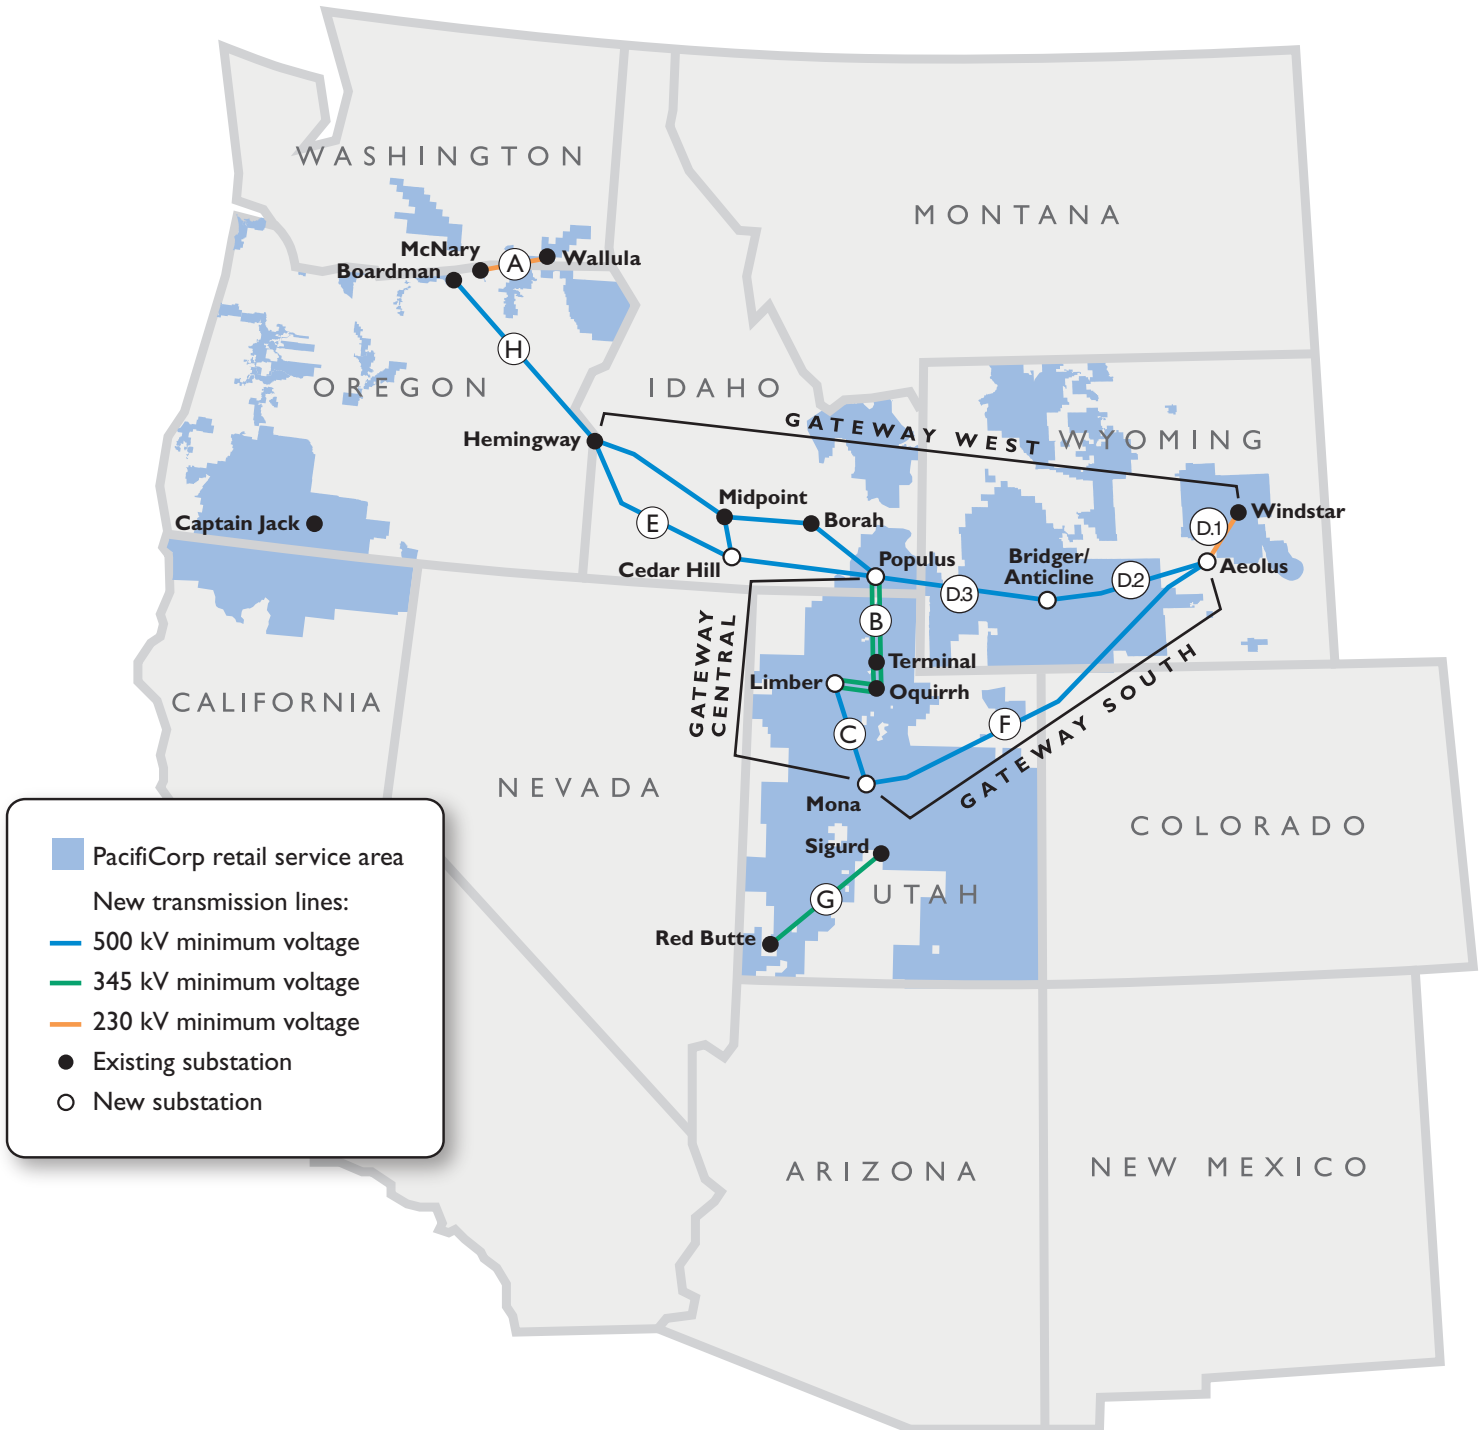 WASHINGTON
MONTANA
McNary
Boardman
A
Wallula
H
OREGON
IDAHO
GATEWAY WEST
WYOMING
Hemingway
Captain Jack
Midpoint
Borah
E
Cedar Hill
Populus
Bridger/
Anticline
D.1
Windstar
Aeolus
D.2
D.3
GATEWAY
CENTRAL
B
Terminal
Limber
Oquirrh
C
F
GATEWAY SOUTH
Mona
CALIFORNIA
NEVADA
COLORADO
Sigurd
UTAH
G
Red Butte
PacifiCorp retail service area
New transmission lines:
500 kV minimum voltage
345 kV minimum voltage
230 kV minimum voltage
Existing substation
New substation
ARIZONA
NEW MEXICO